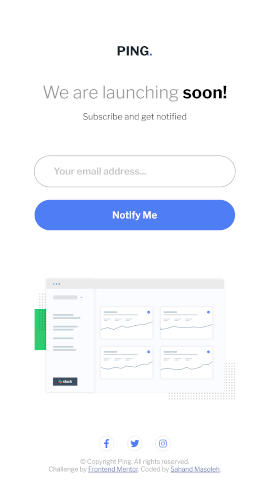 PING.
We are launching soon!
Subscribe and get notified
Your email address...
Notify Me
slack
© Copyright Ping. All rights reserved.
Challenge by Frontend Mentor. Coded by Sahand Masoleh.